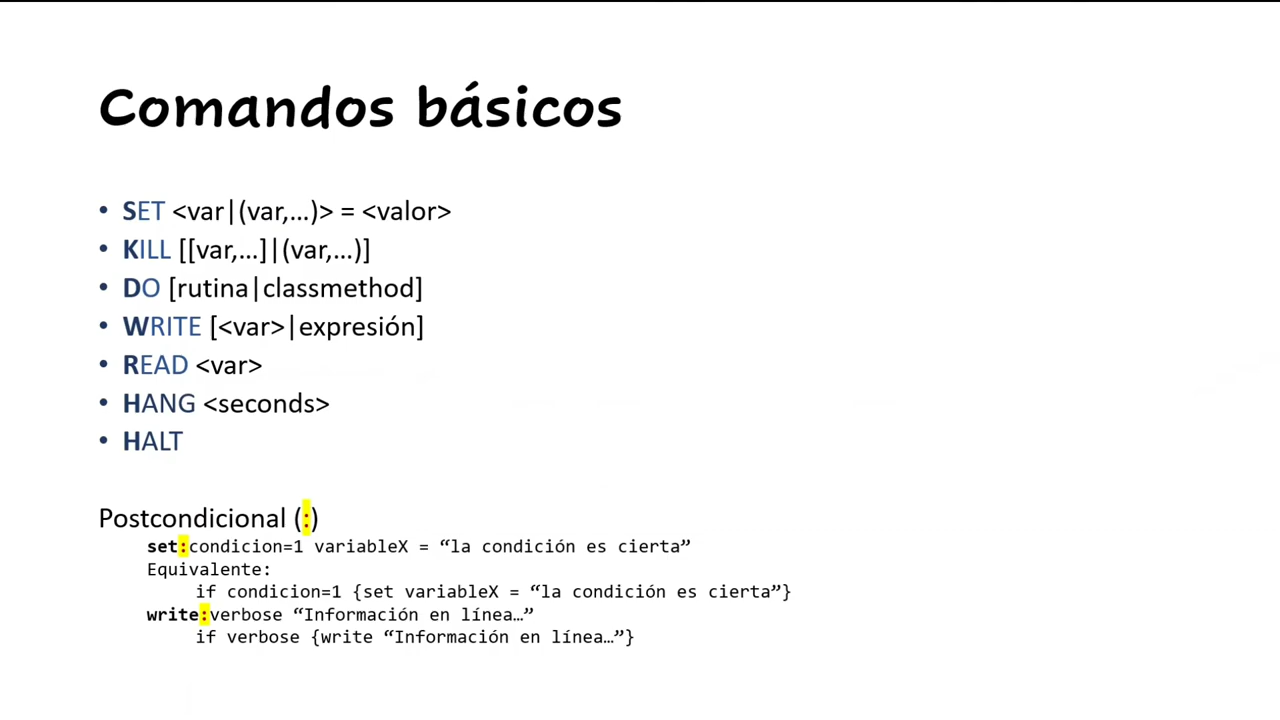 Comandos básicos
• SET <var|(var,…)> = <valor>
• KILL [[var,…]|(var,…)]
• DO [rutina|classmethod]
• WRITE [<var>|expresión]
• READ <var>
• HANG <seconds>
• HALT
Postcondicional (:)
set:condicion=1 variableX = “la condición es cierta”
Equivalente:
if condicion=1 {set variableX = “la condición es cierta”}
write:verbose “Información en línea…”
if verbose {write “Información en línea…”}